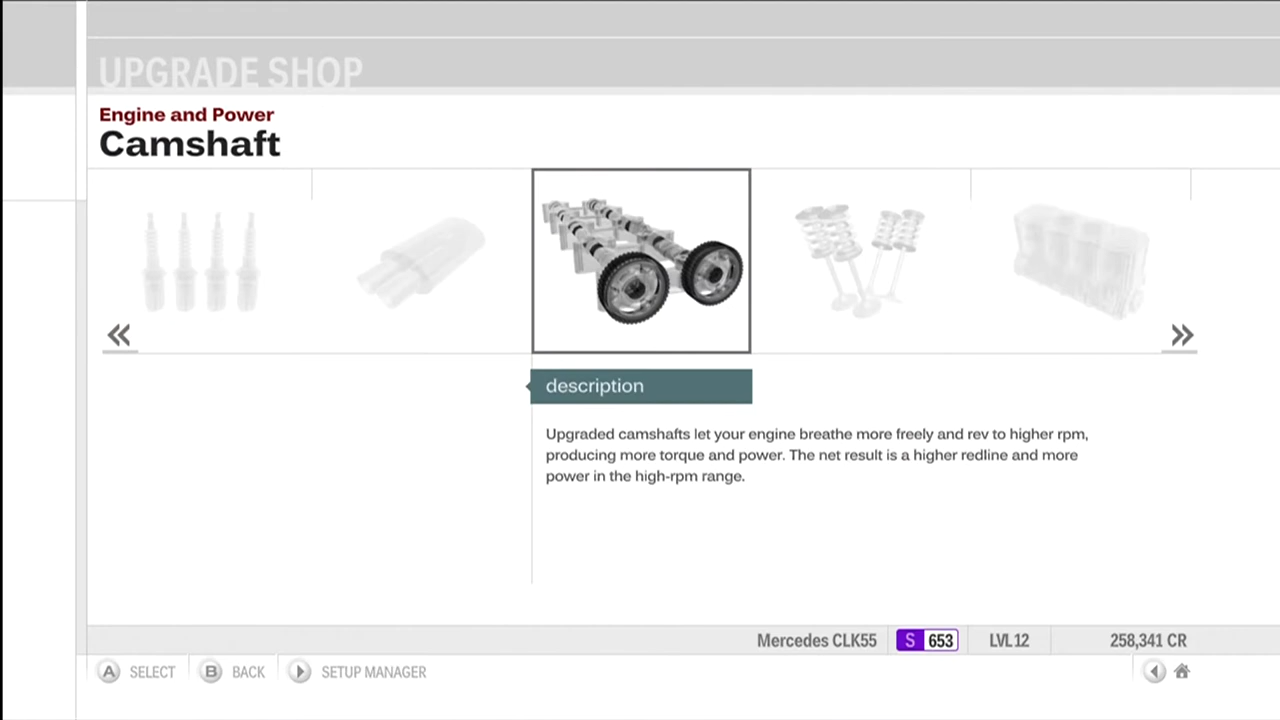 UPGRADE SHOP
Engine and Power
Camshaft
description
Upgraded camshafts let your engine breathe more freely and rev to higher rpm,
producing more torque and power. The net result is a higher redline and more
power in the high-rpm range.
Mercedes CLK55 S 653 LVL 12 258,341 CR
A SELECT B BACK SETUP MANAGER